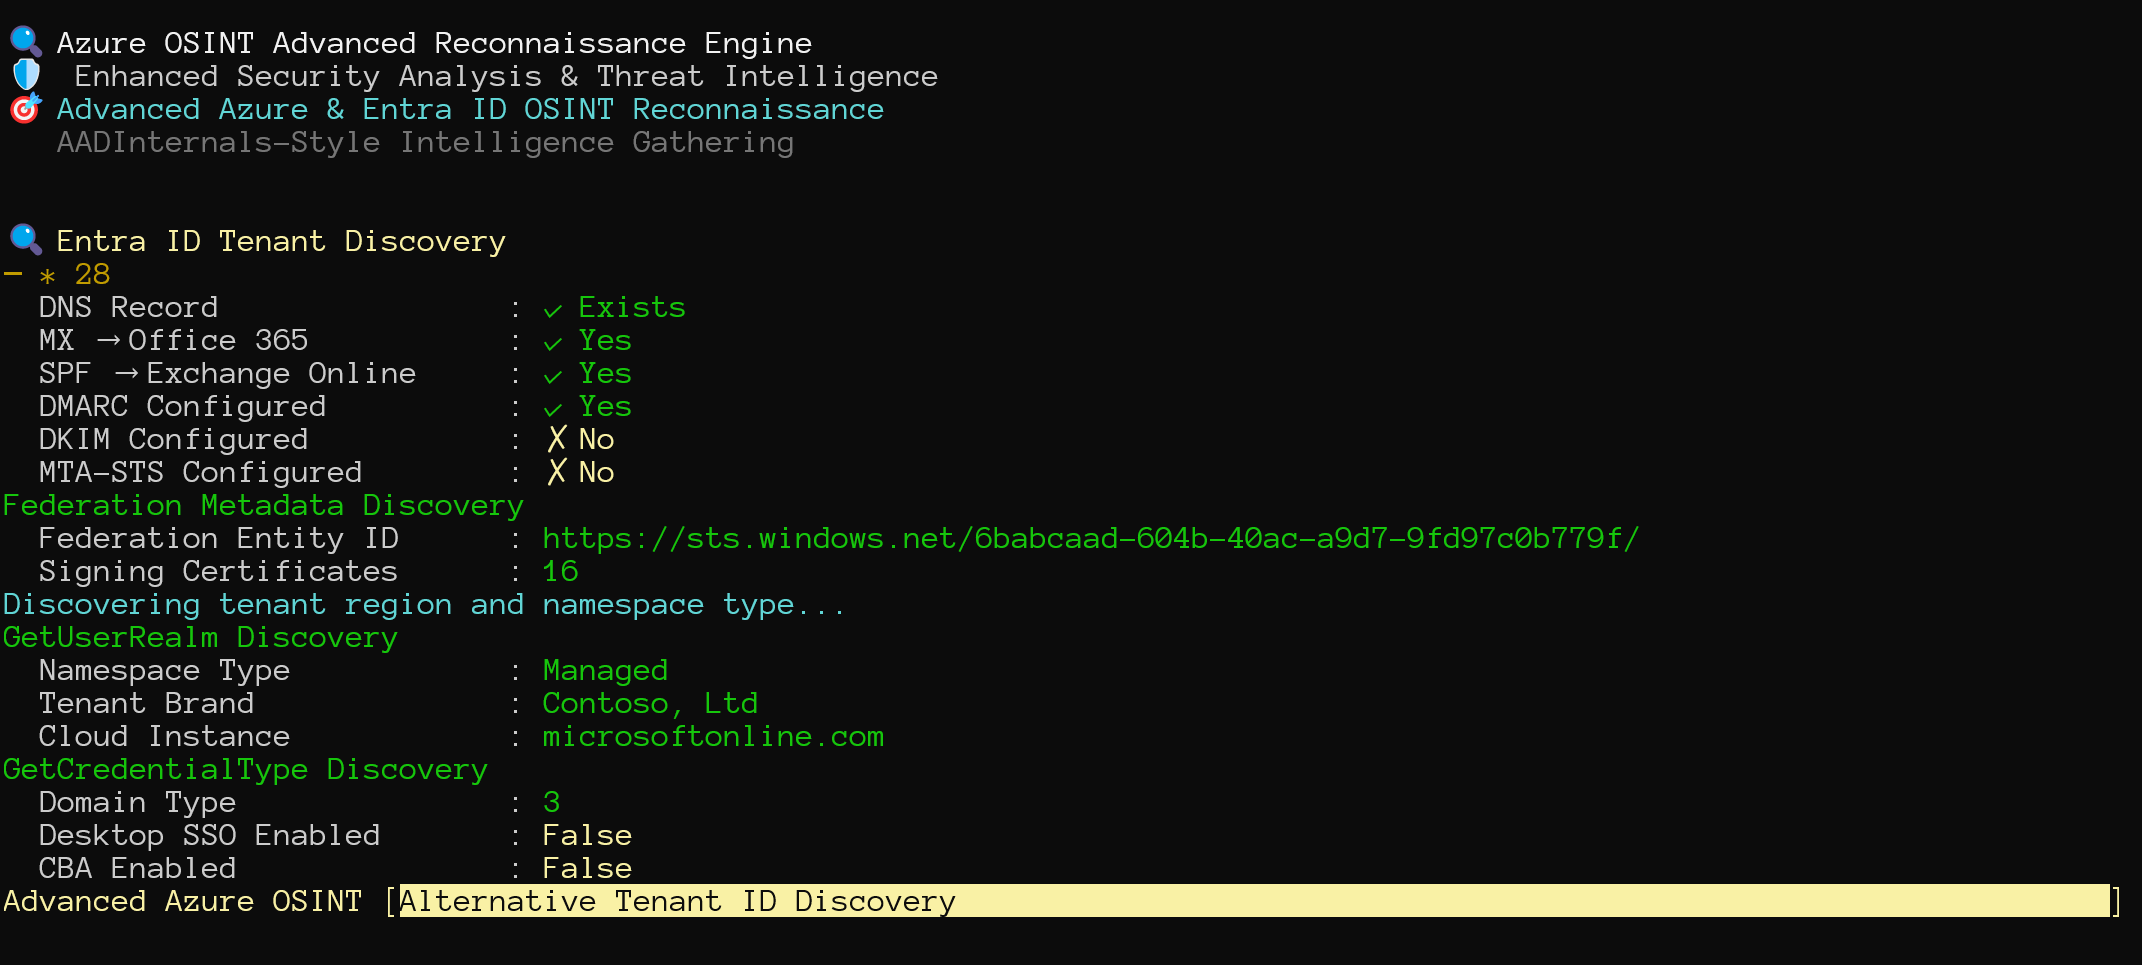 🔍 Azure OSINT Advanced Reconnaissance Engine
🛡️ Enhanced Security Analysis & Threat Intelligence
🎯 Advanced Azure & Entra ID OSINT Reconnaissance
AADInternals-Style Intelligence Gathering
🔍 Entra ID Tenant Discovery
─ * 28
DNS Record : ✓ Exists
MX → Office 365 : ✓ Yes
SPF → Exchange Online : ✓ Yes
DMARC Configured : ✓ Yes
DKIM Configured : ✗ No
MTA-STS Configured : ✗ No
Federation Metadata Discovery
Federation Entity ID : https://sts.windows.net/6babcaad-604b-40ac-a9d7-9fd97c0b779f/
Signing Certificates : 16
Discovering tenant region and namespace type...
GetUserRealm Discovery
Namespace Type : Managed
Tenant Brand : Contoso, Ltd
Cloud Instance : microsoftonline.com
GetCredentialType Discovery
Domain Type : 3
Desktop SSO Enabled : False
CBA Enabled : False
Advanced Azure OSINT [Alternative Tenant ID Discovery ]